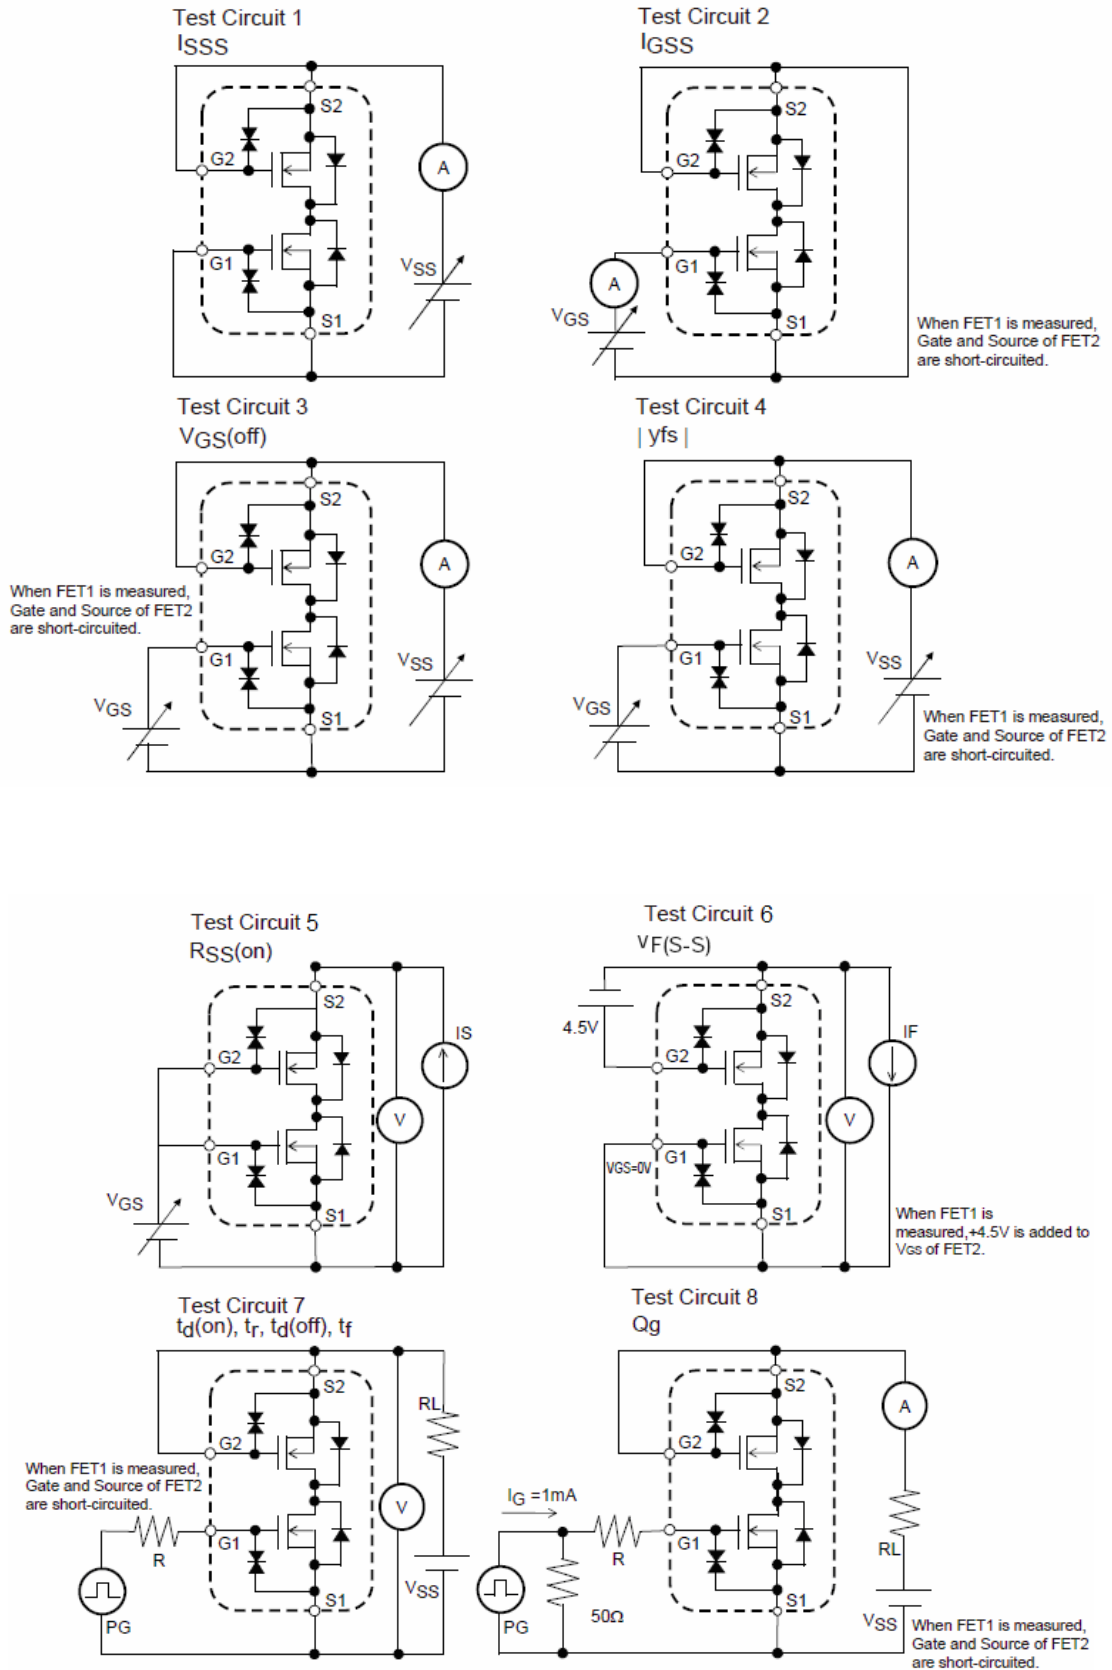 Test Circuit 1
ISSS
S2
G2
A
G1
VSS
S1
Test Circuit 2
IGSS
S2
G2
G1
A
VGS
S1
When FET1 is measured,
Gate and Source of FET2
are short-circuited.
Test Circuit 3
VGS(off)
S2
G2
A
When FET1 is measured,
Gate and Source of FET2
are short-circuited.
G1
VSS
VGS
S1
Test Circuit 4
| yfs |
S2
G2
A
G1
VSS
VGS
S1
When FET1 is measured,
Gate and Source of FET2
are short-circuited.
Test Circuit 5
RSS(on)
S2
IS
G2
V
G1
VGS
S1
Test Circuit 6
VF(S-S)
S2
4.5V
IF
G2
V
G1
VGS=0V
S1
When FET1 is
measured,+4.5V is added to
VGS of FET2.
Test Circuit 7
td(on), tr, td(off), tf
S2
RL
G2
When FET1 is measured,
Gate and Source of FET2
are short-circuited.
V
G1
R
VSS
S1
PG
Test Circuit 8
Qg
S2
A
G2
IG =1mA
G1
R
RL
50Ω
S1
PG
VSS
When FET1 is measured,
Gate and Source of FET2
are short-circuited.